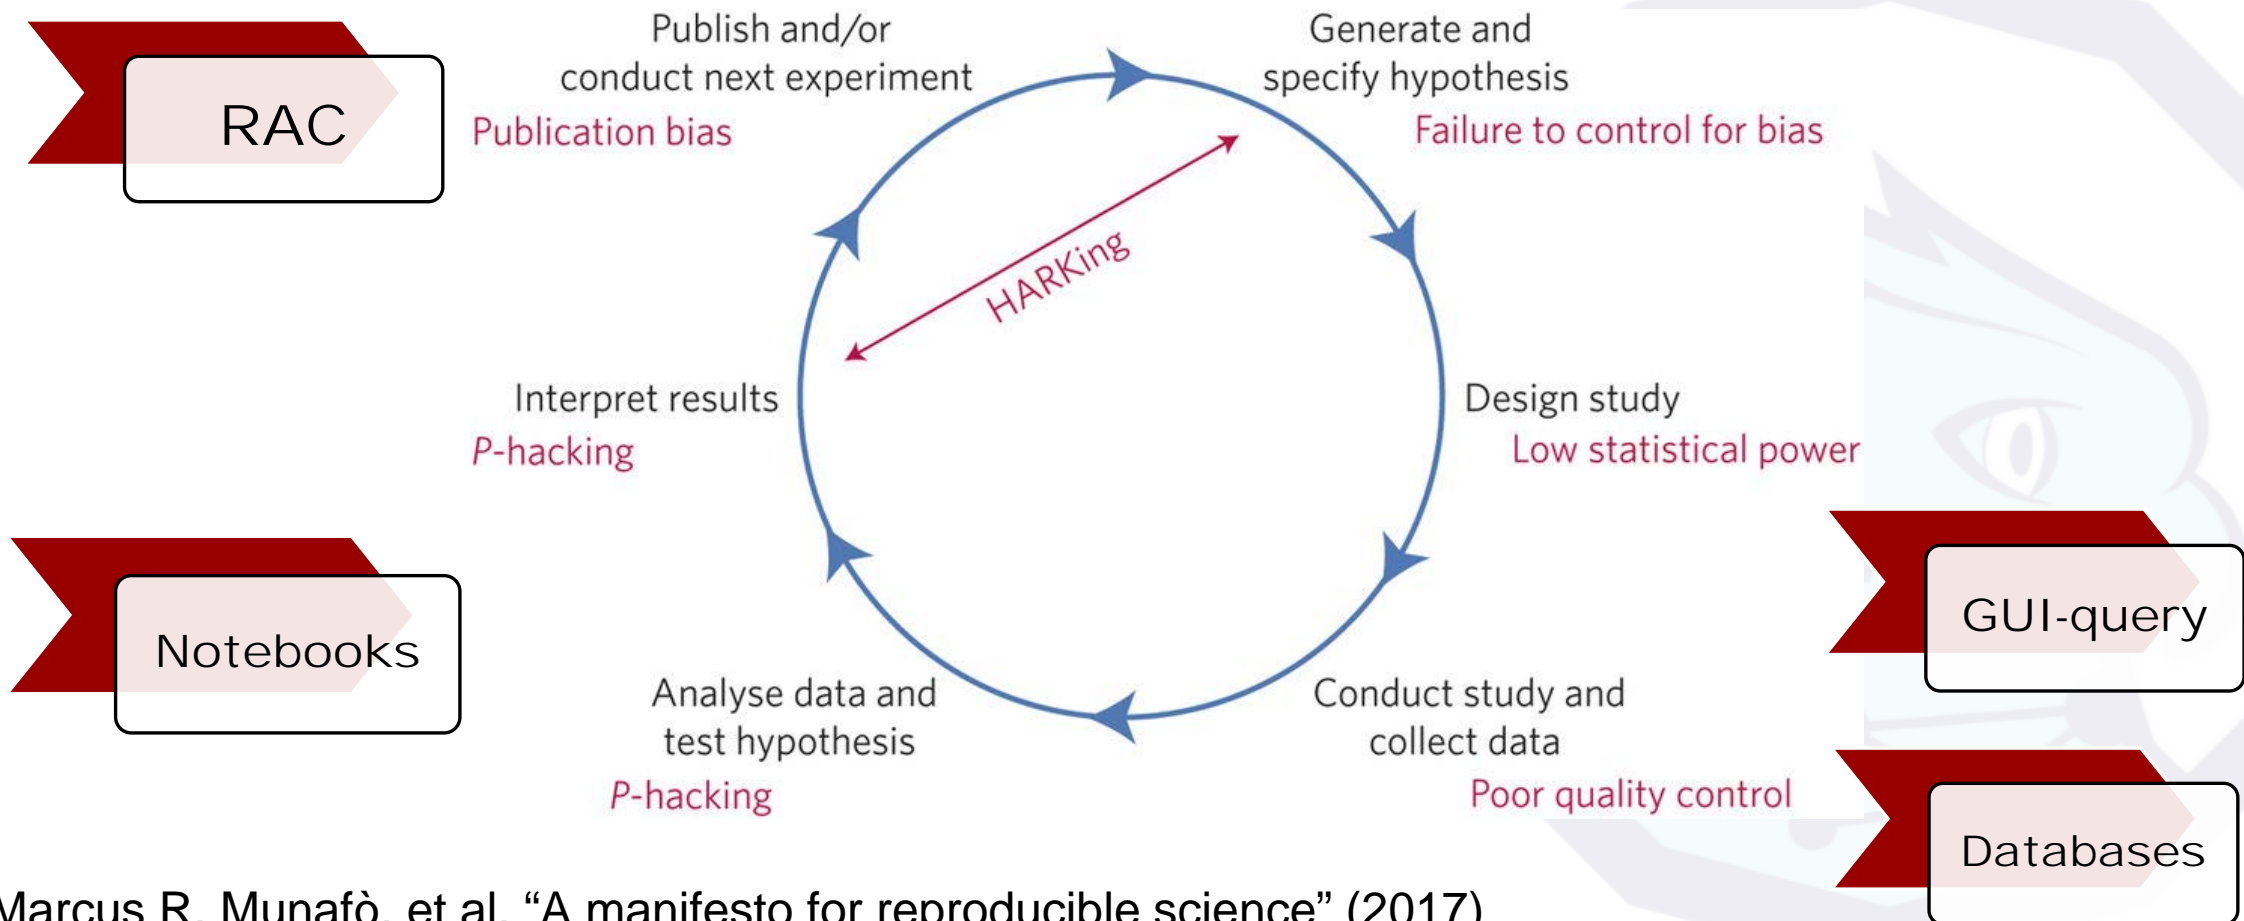 RAC
Publish and/or
conduct next experiment
Publication bias
Generate and
specify hypothesis
Failure to control for bias
HARKing
Interpret results
P-hacking
Design study
Low statistical power
Notebooks
GUI-query
Analyse data and
test hypothesis
P-hacking
Conduct study and
collect data
Poor quality control
Databases
Marcus R. Munafò, et al. “A manifesto for reproducible science” (2017)